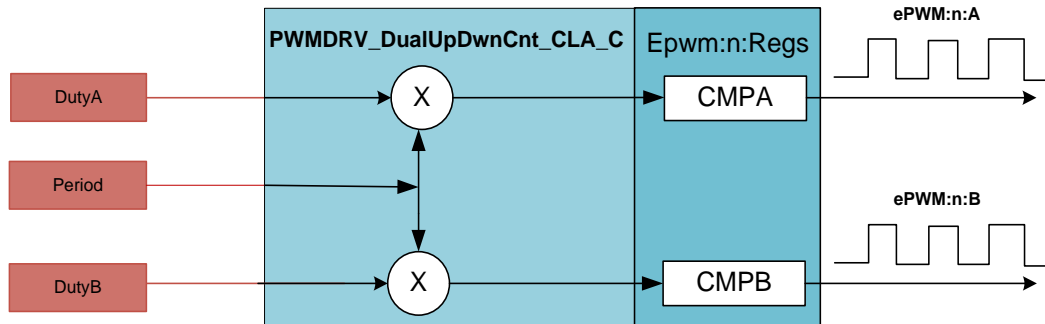 ePWM:n:A
PWMDRV_DualUpDwnCnt_CLA_C
Epwm:n:Regs
DutyA
X
CMPA
Period
ePWM:n:B
DutyB
X
CMPB